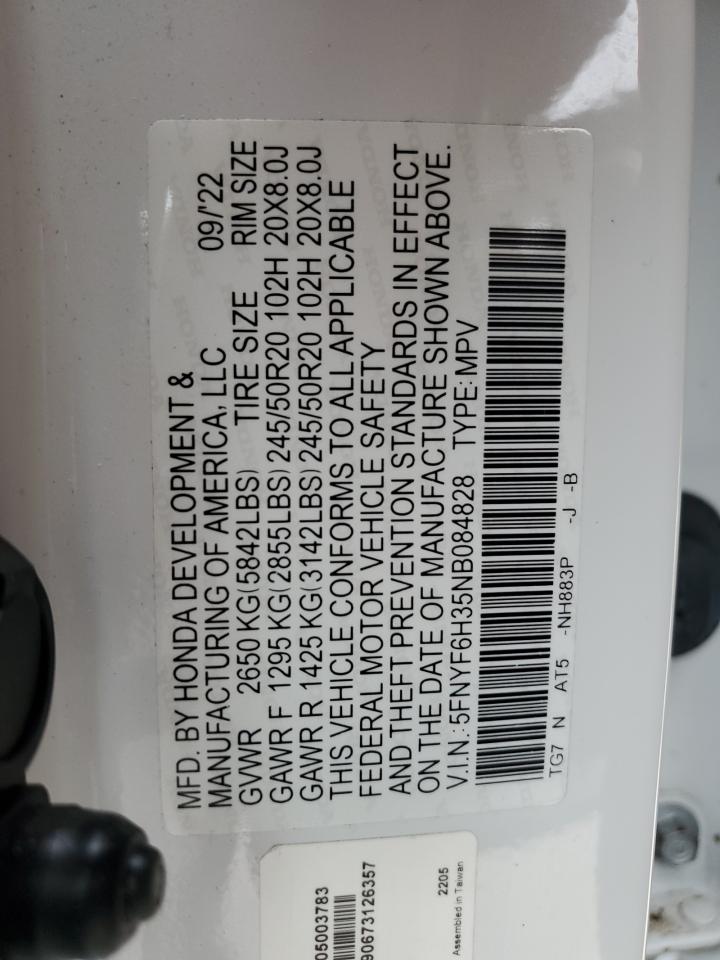 MFD. BY HONDA DEVELOPMENT &
MANUFACTURING OF AMERICA, LLC 09/'22
GVWR 2650 KG(5842LBS) TIRE SIZE RIM SIZE
GAWR F 1295 KG(2855LBS) 245/50R20 102H 20X8.0J
GAWR R 1425 KG(3142LBS) 245/50R20 102H 20X8.0J
THIS VEHICLE CONFORMS TO ALL APPLICABLE
FEDERAL MOTOR VEHICLE SAFETY
AND THEFT PREVENTION STANDARDS IN EFFECT
ON THE DATE OF MANUFACTURE SHOWN ABOVE.
V.I.N.:5FNYF6H35NB084828 TYPE:MPV
TG7 N AT5 -NH883P -J -B
05003783
90673126357
2205
Assembled in Taiwan